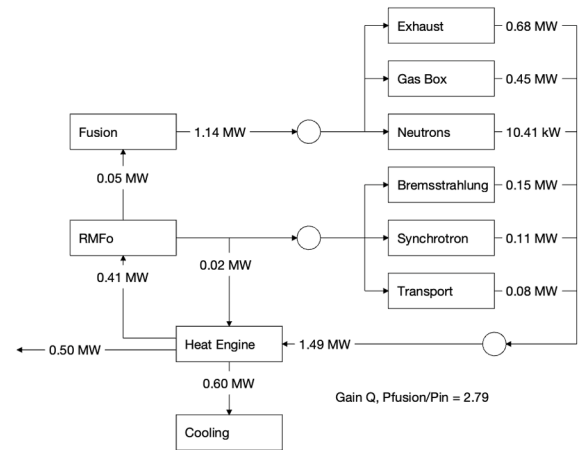 Exhaust
0.68 MW
Gas Box
0.45 MW
Fusion
1.14 MW
Neutrons
10.41 kW
0.05 MW
Bremsstrahlung
0.15 MW
RMFo
Synchrotron
0.11 MW
0.02 MW
0.41 MW
Transport
0.08 MW
0.50 MW
Heat Engine
1.49 MW
0.60 MW
Gain Q, Pfusion/Pin = 2.79
Cooling